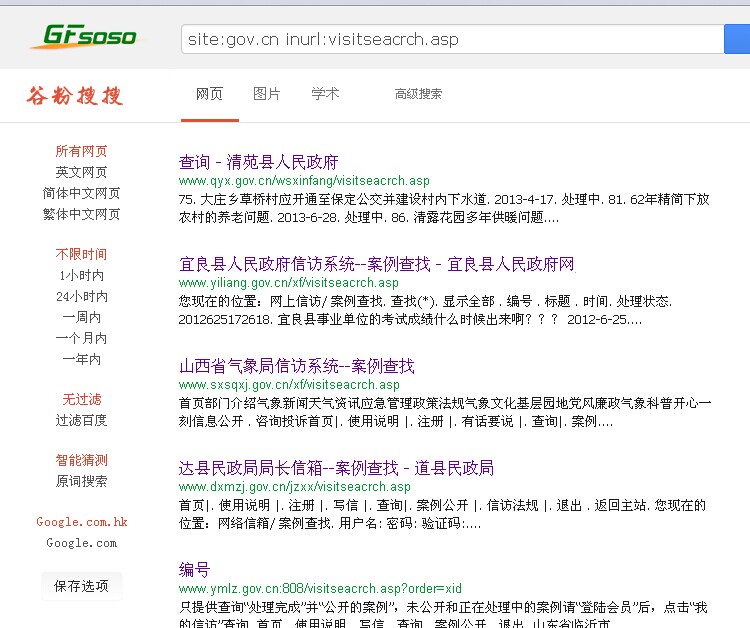 GFsoso
site:gov.cn inurl:visitseacrch.asp
谷粉搜搜
网页 图片 学术 高级搜索
所有网页
英文网页
简体中文网页
繁体中文网页
不限时间
1小时内
24小时内
一周内
一个月内
一年内
无过滤
过滤百度
智能猜测
原词搜索
Google.com.hk
Google.com
保存选项
查询 - 清苑县人民政府
www.qyx.gov.cn/wsxinfang/visitseacrch.asp
75. 大庄乡草桥村应开通至保定公交并建设村内下水道. 2013-4-17. 处理中. 81. 62年精简下放
农村的养老问题. 2013-6-28. 处理中. 86. 清露花园多年供暖问题....
宜良县人民政府信访系统--案例查找 - 宜良县人民政府网
www.yiliang.gov.cn/xf/visitseacrch.asp
您现在的位置：网上信访/ 案例查找. 查找(*). 显示全部 . 编号 . 标题 . 时间. 处理状态.
2012625172618. 宜良县事业单位的考试成绩什么时候出来啊？？？ 2012-6-25....
山西省气象局信访系统--案例查找
www.sxsqxj.gov.cn/xf/visitseacrch.asp
首页部门介绍气象新闻天气资讯应急管理政策法规气象文化基层园地党风廉政气象科普开心一
刻信息公开 . 咨询投诉首页|. 使用说明 |. 注册 |. 有话要说 |. 查询|. 案例....
达县民政局局长信箱--案例查找 - 道县民政局
www.dxmzj.gov.cn/jzxx/visitseacrch.asp
首页|. 使用说明 |. 注册 |. 写信 |. 查询|. 案例公开 |. 信访法规 |. 退出 . 返回主站. 您现在的
位置：网络信箱/ 案例查找. 用户名: 密码: 验证码:....
编号
www.ymlz.gov.cn:808/visitseacrch.asp?order=xid
只提供查询“处理完成”并“公开的案例”，未公开和正在处理中的案例请“登陆会员”后，点击“我
的信访”查询. 首页 . 使用说明 . 写信 . 查询 . 案例公开 . 退出. 山东省临沂市